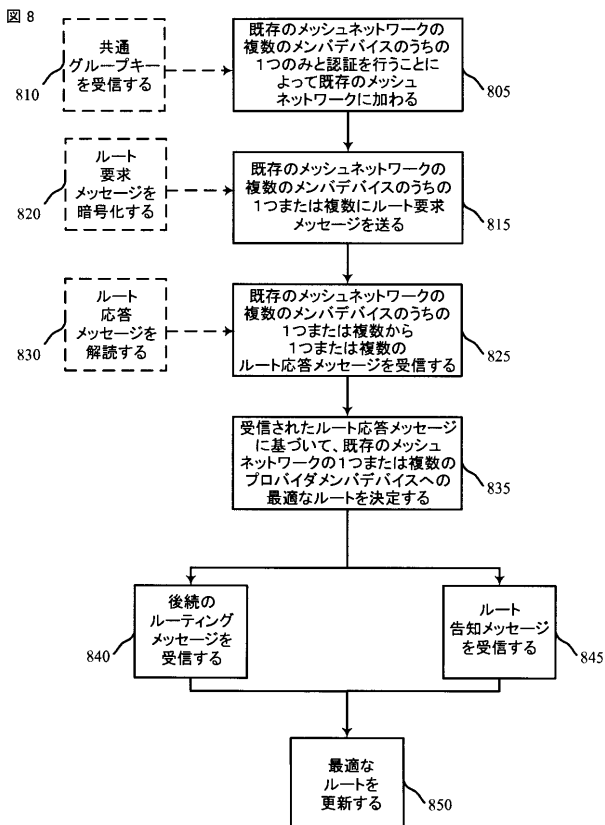 図 8
共通
グループキー
を受信する
810
既存のメッシュネットワークの
複数のメンバデバイスのうちの
1つのみと認証を行うことに
よって既存のメッシュ
ネットワークに加わる
805
ルート
要求
メッセージを
暗号化する
820
既存のメッシュネットワークの
複数のメンバデバイスのうちの
1つまたは複数にルート要求
メッセージを送る
815
ルート
応答
メッセージを
解読する
830
既存のメッシュネットワークの
複数のメンバデバイスのうちの
1つまたは複数から
1つまたは複数の
ルート応答メッセージを受信する
825
受信されたルート応答メッセージ
に基づいて、既存のメッシュ
ネットワークの1つまたは複数の
プロバイダメンバデバイスへの
最適なルートを決定する
835
後続の
ルーティング
メッセージを
受信する
840
ルート
告知メッセージ
を受信する
845
最適な
ルートを
更新する
850